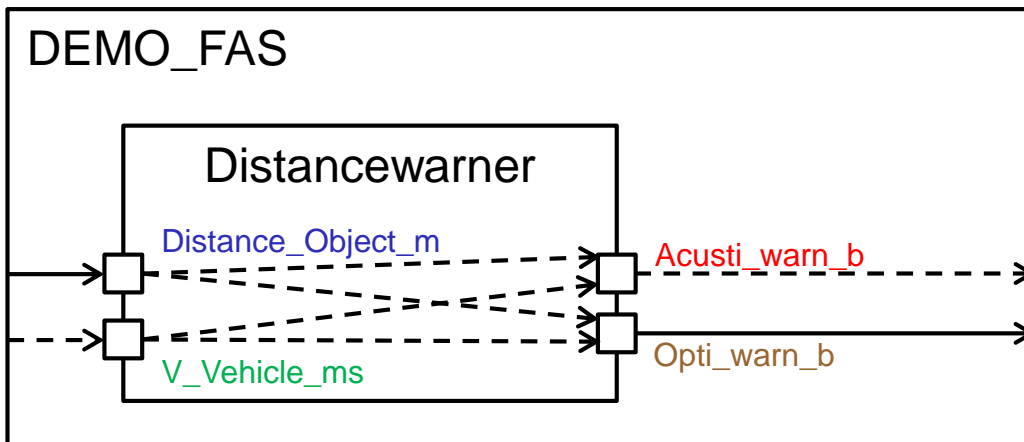 DEMO_FAS
Distancewarner
Distance_Object_m
Acusti_warn_b
V_Vehicle_ms
Opti_warn_b